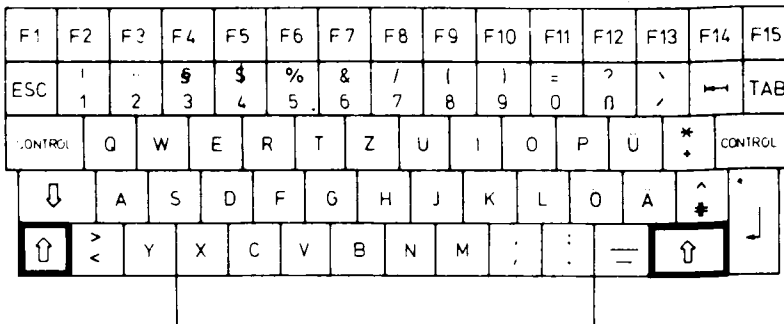 F1 F2 F3 F4 F5 F6 F7 F8 F9 F10 F11 F12 F13 F14 F15
! " § $ % & / ( ) = ? `
ESC 1 2 3 4 5 6 7 8 9 0 ß ´ TAB
CONTROL Q W E R T Z U I O P Ü * + CONTROL
A S D F G H J K L Ö Ä ^ #
> < Y X C V B N M ; , : . _ -